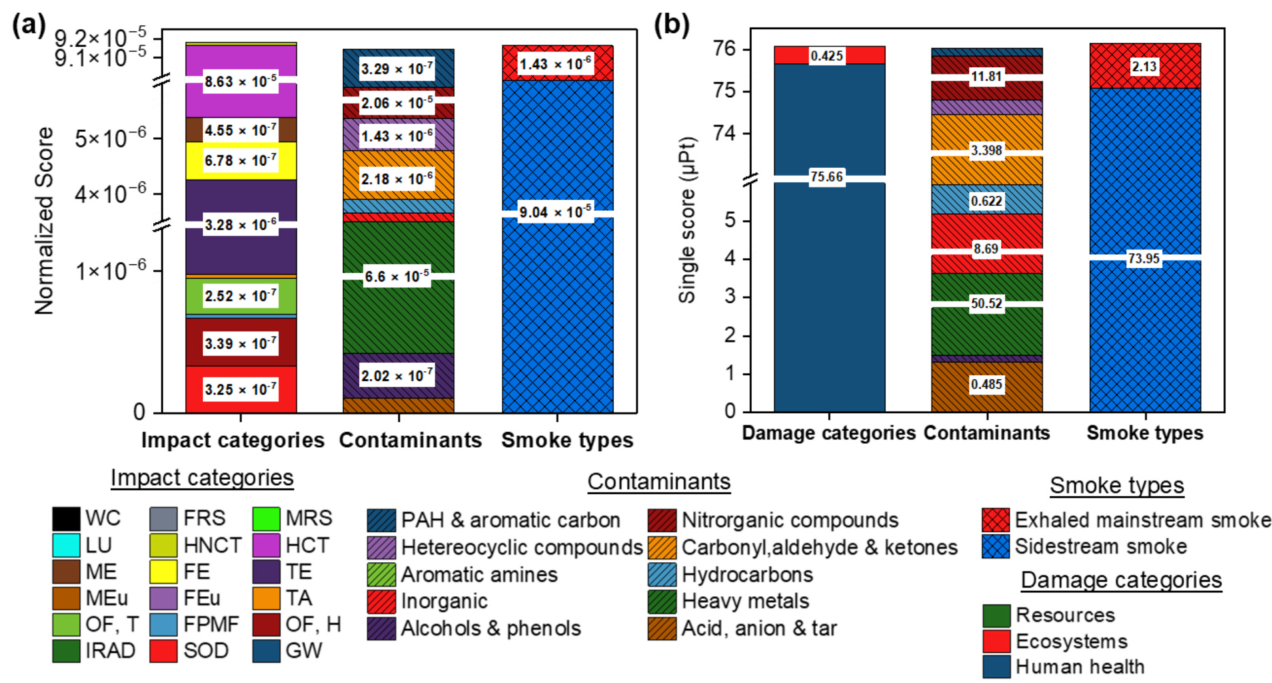 (a)
Normalized Score
9.2×10⁻⁵
9.1×10⁻⁵
5×10⁻⁶
4×10⁻⁶
1×10⁻⁶
0
8.63 × 10⁻⁵
4.55 × 10⁻⁷
6.78 × 10⁻⁷
3.28 × 10⁻⁶
2.52 × 10⁻⁷
3.39 × 10⁻⁷
3.25 × 10⁻⁷
3.29 × 10⁻⁷
2.06 × 10⁻⁵
1.43 × 10⁻⁶
2.18 × 10⁻⁶
6.6 × 10⁻⁵
2.02 × 10⁻⁷
1.43 × 10⁻⁶
9.04 × 10⁻⁵
Impact categories Contaminants Smoke types
(b)
Single score (µPt)
76
75
74
5
4
3
2
1
0
0.425
75.66
11.81
3.398
0.622
8.69
50.52
0.485
2.13
73.95
Damage categories Contaminants Smoke types
Impact categories
WC FRS MRS
LU HNCT HCT
ME FE TE
MEu FEu TA
OF, T FPMF OF, H
IRAD SOD GW
Contaminants
PAH & aromatic carbon Nitrorganic compounds
Hetereocyclic compounds Carbonyl,aldehyde & ketones
Aromatic amines Hydrocarbons
Inorganic Heavy metals
Alcohols & phenols Acid, anion & tar
Smoke types
Exhaled mainstream smoke
Sidestream smoke
Damage categories
Resources
Ecosystems
Human health